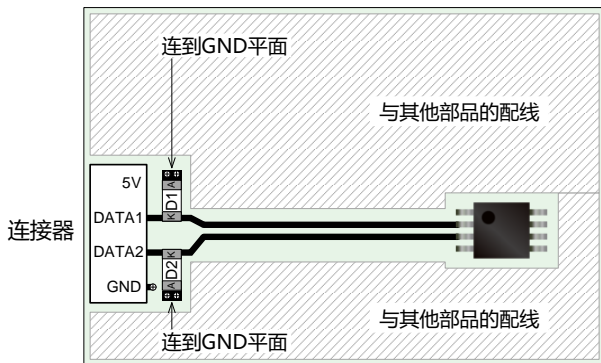 连到GND平面
与其他部品的配线
连接器
5V
DATA1
DATA2
GND
A
D1
K
K
D2
A
连到GND平面
与其他部品的配线